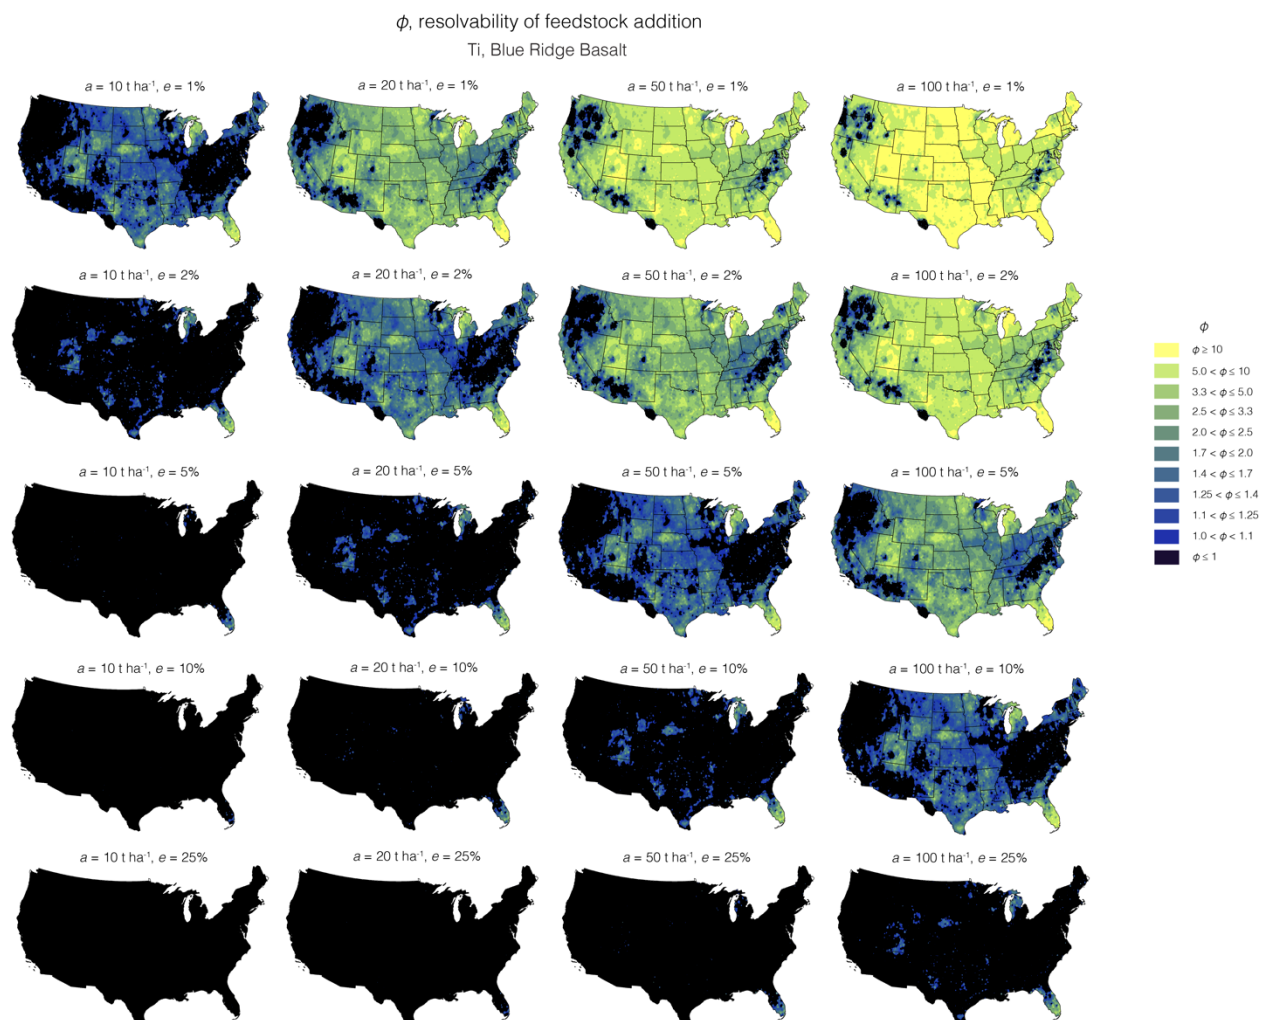 ϕ, resolvability of feedstock addition
Ti, Blue Ridge Basalt
a = 10 t ha⁻¹, e = 1%
a = 20 t ha⁻¹, e = 1%
a = 50 t ha⁻¹, e = 1%
a = 100 t ha⁻¹, e = 1%
a = 10 t ha⁻¹, e = 2%
a = 20 t ha⁻¹, e = 2%
a = 50 t ha⁻¹, e = 2%
a = 100 t ha⁻¹, e = 2%
ϕ
ϕ ≥ 10
5.0 < ϕ ≤ 10
3.3 < ϕ ≤ 5.0
2.5 < ϕ ≤ 3.3
2.0 < ϕ ≤ 2.5
1.7 < ϕ ≤ 2.0
1.4 < ϕ ≤ 1.7
1.25 < ϕ ≤ 1.4
1.1 < ϕ ≤ 1.25
1.0 < ϕ < 1.1
ϕ ≤ 1
a = 10 t ha⁻¹, e = 5%
a = 20 t ha⁻¹, e = 5%
a = 50 t ha⁻¹, e = 5%
a = 100 t ha⁻¹, e = 5%
a = 10 t ha⁻¹, e = 10%
a = 20 t ha⁻¹, e = 10%
a = 50 t ha⁻¹, e = 10%
a = 100 t ha⁻¹, e = 10%
a = 10 t ha⁻¹, e = 25%
a = 20 t ha⁻¹, e = 25%
a = 50 t ha⁻¹, e = 25%
a = 100 t ha⁻¹, e = 25%